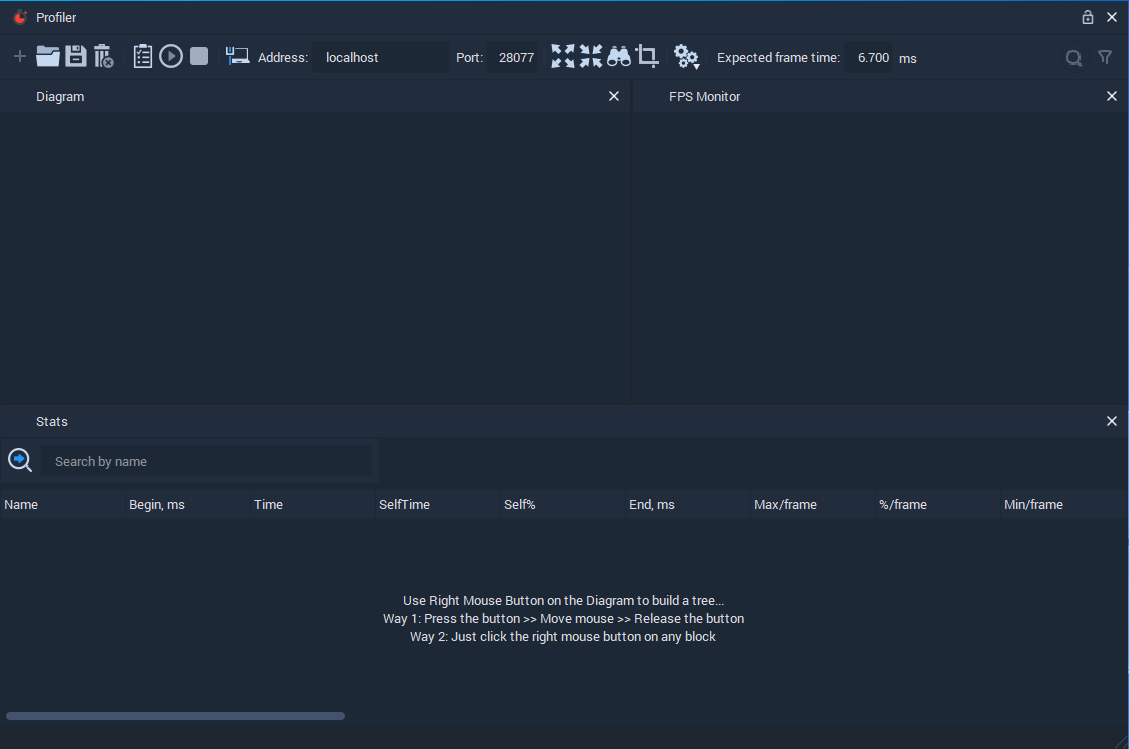 Profiler
Address: localhost Port: 28077 Expected frame time: 6.700 ms
Diagram FPS Monitor
Stats
Search by name
Name Begin, ms Time SelfTime Self% End, ms Max/frame %/frame Min/frame
Use Right Mouse Button on the Diagram to build a tree...
Way 1: Press the button >> Move mouse >> Release the button
Way 2: Just click the right mouse button on any block